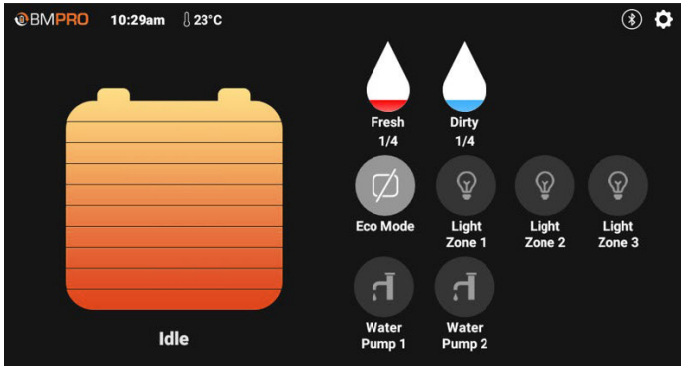 BMPRO 10:29am 23°C
Fresh Dirty
1/4 1/4
Eco Mode Light Light Light
Zone 1 Zone 2 Zone 3
Idle
Water Water
Pump 1 Pump 2